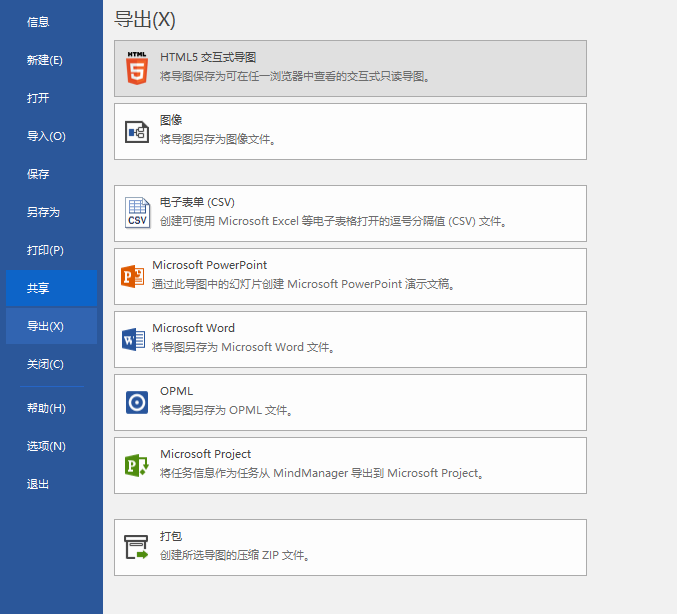 信息
新建(E)
打开
导入(O)
保存
另存为
打印(P)
共享
导出(X)
关闭(C)
帮助(H)
选项(N)
退出
导出(X)
HTML
5
HTML5 交互式导图
将导图保存为可在任一浏览器中查看的交互式只读导图。
图像
将导图另存为图像文件。
CSV
电子表单 (CSV)
创建可使用 Microsoft Excel 等电子表格打开的逗号分隔值 (CSV) 文件。
P
Microsoft PowerPoint
通过此导图中的幻灯片创建 Microsoft PowerPoint 演示文稿。
W
Microsoft Word
将导图另存为 Microsoft Word 文件。
OPML
将导图另存为 OPML 文件。
P
Microsoft Project
将任务信息作为任务从 MindManager 导出到 Microsoft Project。
打包
创建所选导图的压缩 ZIP 文件。